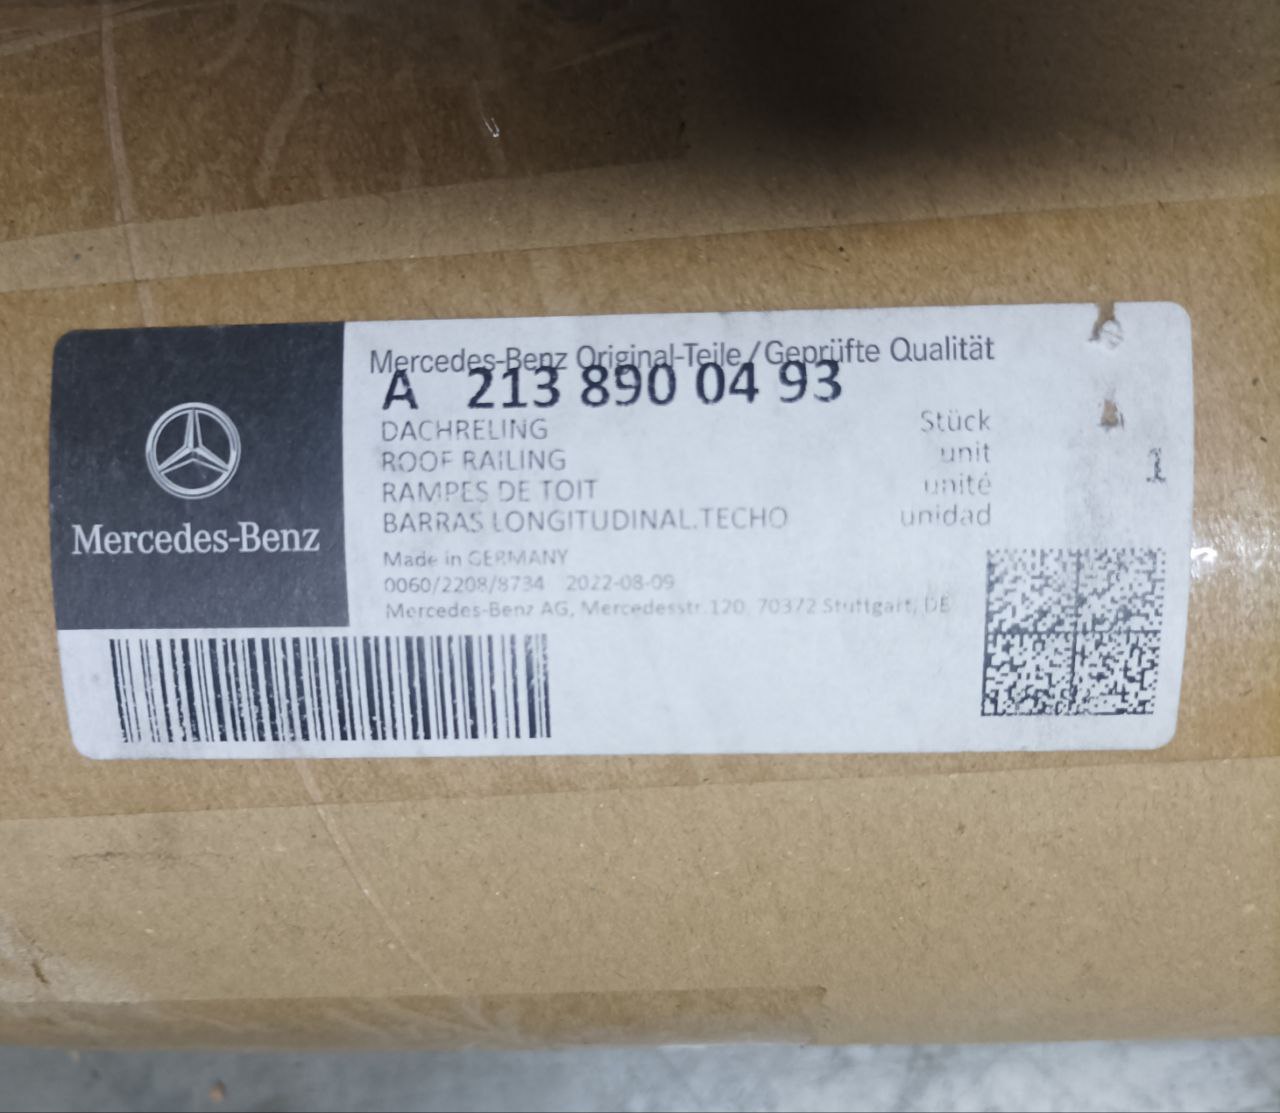 Mercedes-Benz
Mercedes-Benz Original-Teile/Geprüfte Qualität
A 213 890 04 93
DACHRELING Stück
ROOF RAILING unit 1
RAMPES DE TOIT unité
BARRAS LONGITUDINAL.TECHO unidad
Made in GERMANY
0060/2208/8734 2022-08-09
Mercedes-Benz AG, Mercedesstr.120, 70372 Stuttgart, DE